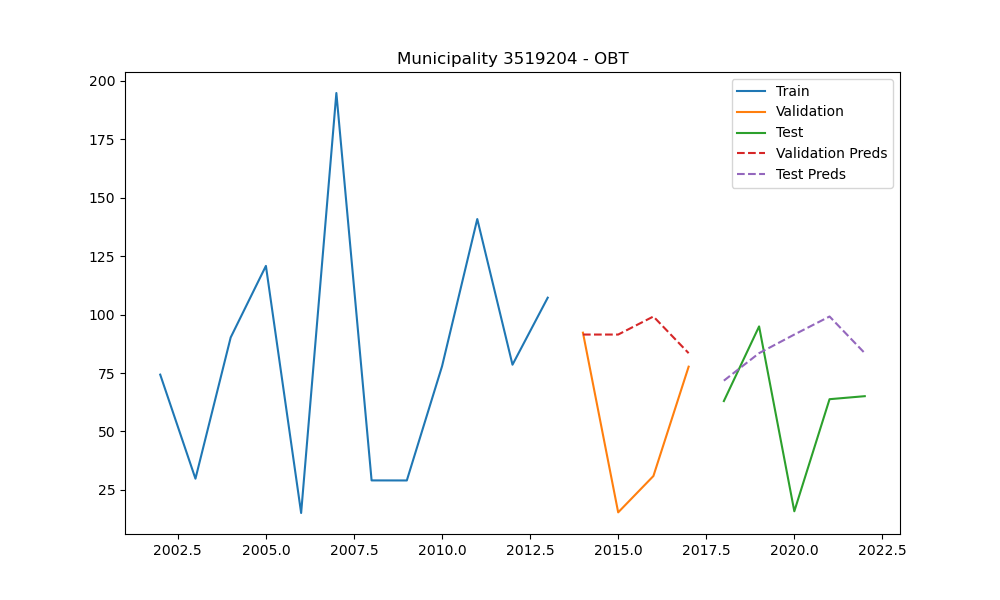 Municipality 3519204 - OBT
200
175
150
125
100
75
50
25
2002.5 2005.0 2007.5 2010.0 2012.5 2015.0 2017.5 2020.0 2022.5
Train
Validation
Test
Validation Preds
Test Preds